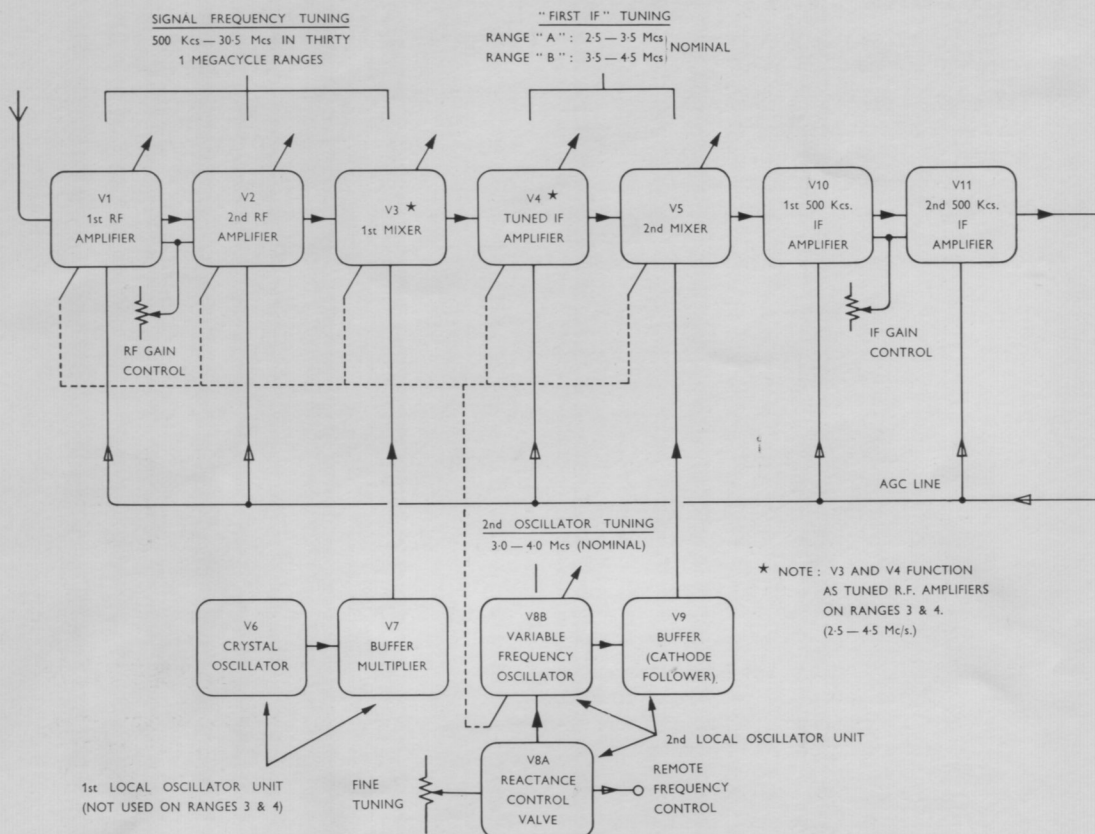 SIGNAL FREQUENCY TUNING
500 Kcs — 30·5 Mcs IN THIRTY
1 MEGACYCLE RANGES
"FIRST IF" TUNING
RANGE "A" : 2·5 — 3·5 Mcs
RANGE "B" : 3·5 — 4·5 Mcs
NOMINAL
V1
1st RF
AMPLIFIER
V2
2nd RF
AMPLIFIER
V3 ★
1st MIXER
V4 ★
TUNED IF
AMPLIFIER
V5
2nd MIXER
V10
1st 500 Kcs.
IF
AMPLIFIER
V11
2nd 500 Kcs.
IF
AMPLIFIER
RF GAIN
CONTROL
IF GAIN
CONTROL
AGC LINE
2nd OSCILLATOR TUNING
3·0 — 4·0 Mcs (NOMINAL)
★ NOTE : V3 AND V4 FUNCTION
AS TUNED R.F. AMPLIFIERS
ON RANGES 3 & 4.
(2·5 — 4·5 Mc/s.)
V6
CRYSTAL
OSCILLATOR
V7
BUFFER
MULTIPLIER
V8B
VARIABLE
FREQUENCY
OSCILLATOR
V9
BUFFER
(CATHODE
FOLLOWER)
2nd LOCAL OSCILLATOR UNIT
1st LOCAL OSCILLATOR UNIT
(NOT USED ON RANGES 3 & 4)
FINE
TUNING
V8A
REACTANCE
CONTROL
VALVE
REMOTE
FREQUENCY
CONTROL